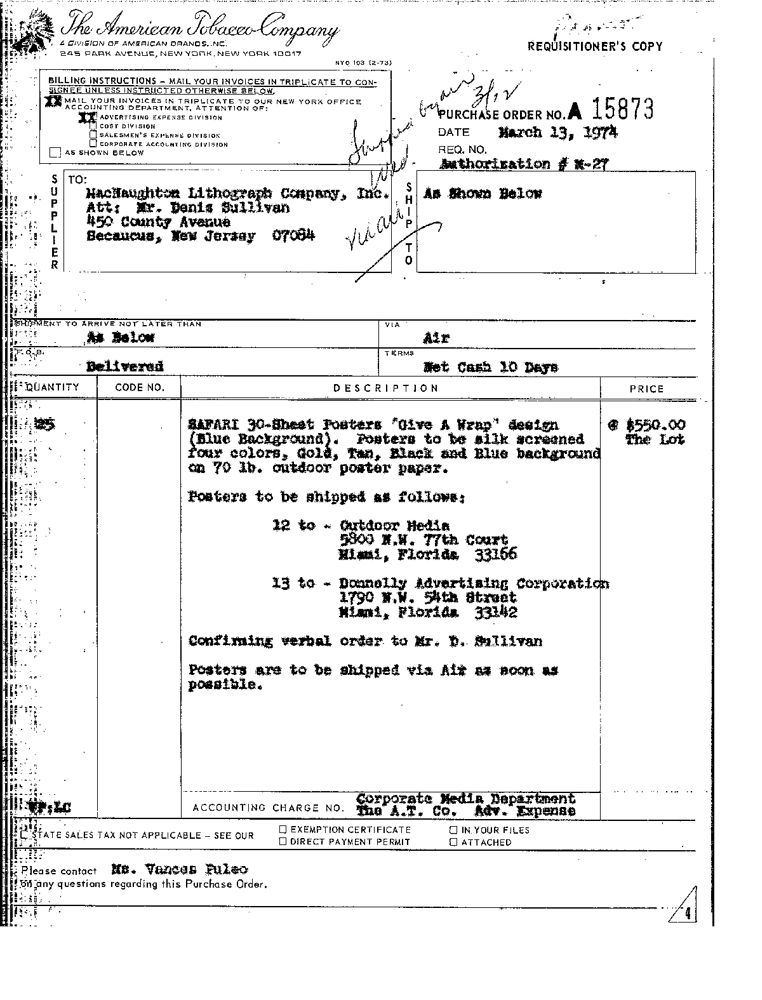 The American Tobacco Company
A DIVISION OF AMERICAN BRANDS, INC.
245 PARK AVENUE, NEW YORK, NEW YORK 10017
REQUISITIONER'S COPY
NYO 103 (2-73)
BILLING INSTRUCTIONS – MAIL YOUR INVOICES IN TRIPLICATE TO CON-
SIGNEE UNLESS INSTRUCTED OTHERWISE BELOW.
XX MAIL YOUR INVOICES IN TRIPLICATE TO OUR NEW YORK OFFICE
ACCOUNTING DEPARTMENT, ATTENTION OF:
XX ADVERTISING EXPENSE DIVISION
COST DIVISION
SALESMEN'S EXPENSE DIVISION
CORPORATE ACCOUNTING DIVISION
AS SHOWN BELOW
Shipped
3/12
via air
PURCHASE ORDER NO. A 15873
DATE March 13, 1974
REQ. NO.
Authorization # M-27
SUPPLIER
TO:
MacNaughton Lithograph Company, Inc.
Att: Mr. Denis Sullivan
450 County Avenue
Secaucus, New Jersey 07084
SHIP TO
As Shown Below
SHIPMENT TO ARRIVE NOT LATER THAN
As Below
VIA
Air
F.O.B.
Delivered
TERMS
Net Cash 10 Days
QUANTITY CODE NO. DESCRIPTION PRICE
25 SAFARI 30-Sheet Posters "Give A Wrap" design @ $550.00
(Blue Background). Posters to be silk screened The Lot
four colors, Gold, Tan, Black and Blue background
on 70 lb. outdoor poster paper.
Posters to be shipped as follows:
12 to - Outdoor Media
5800 N.W. 77th Court
Miami, Florida 33166
13 to - Donnelly Advertising Corporation
1790 N.W. 54th Street
Miami, Florida 33142
Confirming verbal order to Mr. D. Sullivan
Posters are to be shipped via Air as soon as
possible.
VP:LC
ACCOUNTING CHARGE NO. Corporate Media Department
The A.T. Co. Adv. Expense
STATE SALES TAX NOT APPLICABLE – SEE OUR
EXEMPTION CERTIFICATE
DIRECT PAYMENT PERMIT
IN YOUR FILES
ATTACHED
Please contact Ms. Vances Puleo
on any questions regarding this Purchase Order.
4